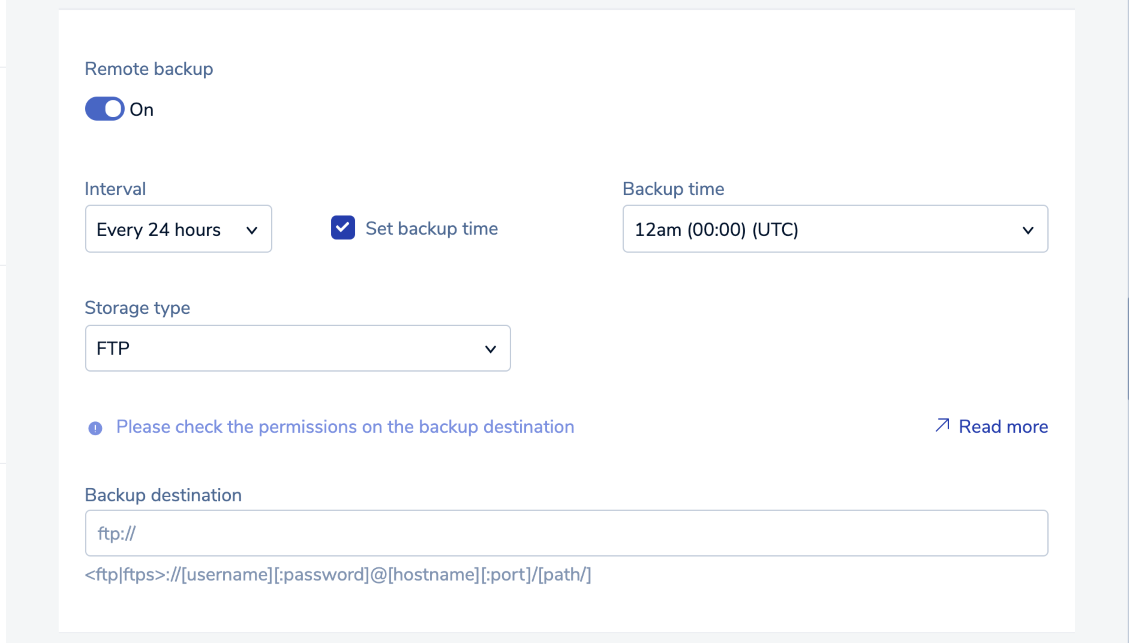 Remote backup
On
Interval
Backup time
Every 24 hours
Set backup time
12am (00:00) (UTC)
Storage type
FTP
Please check the permissions on the backup destination
Read more
Backup destination
ftp://
<ftp|ftps>://[username][:password]@[hostname][:port]/[path/]